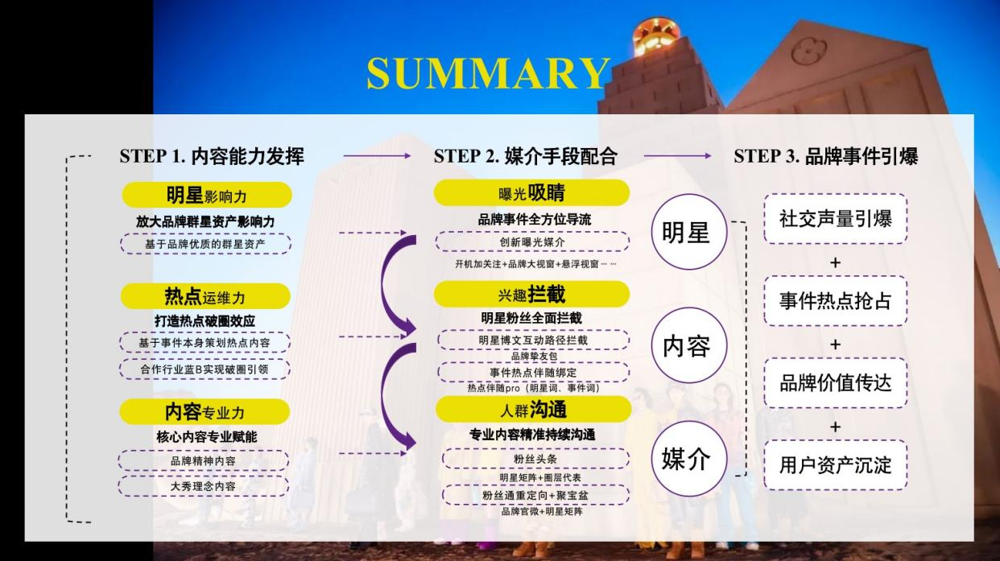 SUMMARY
STEP 1. 内容能力发挥
明星影响力
放大品牌群星资产影响力
基于品牌优质的群星资产
热点运维力
打造热点破圈效应
基于事件本身策划热点内容
合作行业蓝B实现破圈引领
内容专业力
核心内容专业赋能
品牌精神内容
大秀理念内容
STEP 2. 媒介手段配合
曝光吸睛
品牌事件全方位导流
创新曝光媒介
开机加关注+品牌大视窗+悬浮视窗……
兴趣拦截
明星粉丝全面拦截
明星博文互动路径拦截
品牌挚友包
事件热点伴随绑定
热点伴随pro（明星词、事件词）
人群沟通
专业内容精准持续沟通
粉丝头条
明星矩阵+圈层代表
粉丝通重定向+聚宝盆
品牌官微+明星矩阵
明星
内容
媒介
STEP 3. 品牌事件引爆
社交声量引爆
+
事件热点抢占
+
品牌价值传达
+
用户资产沉淀